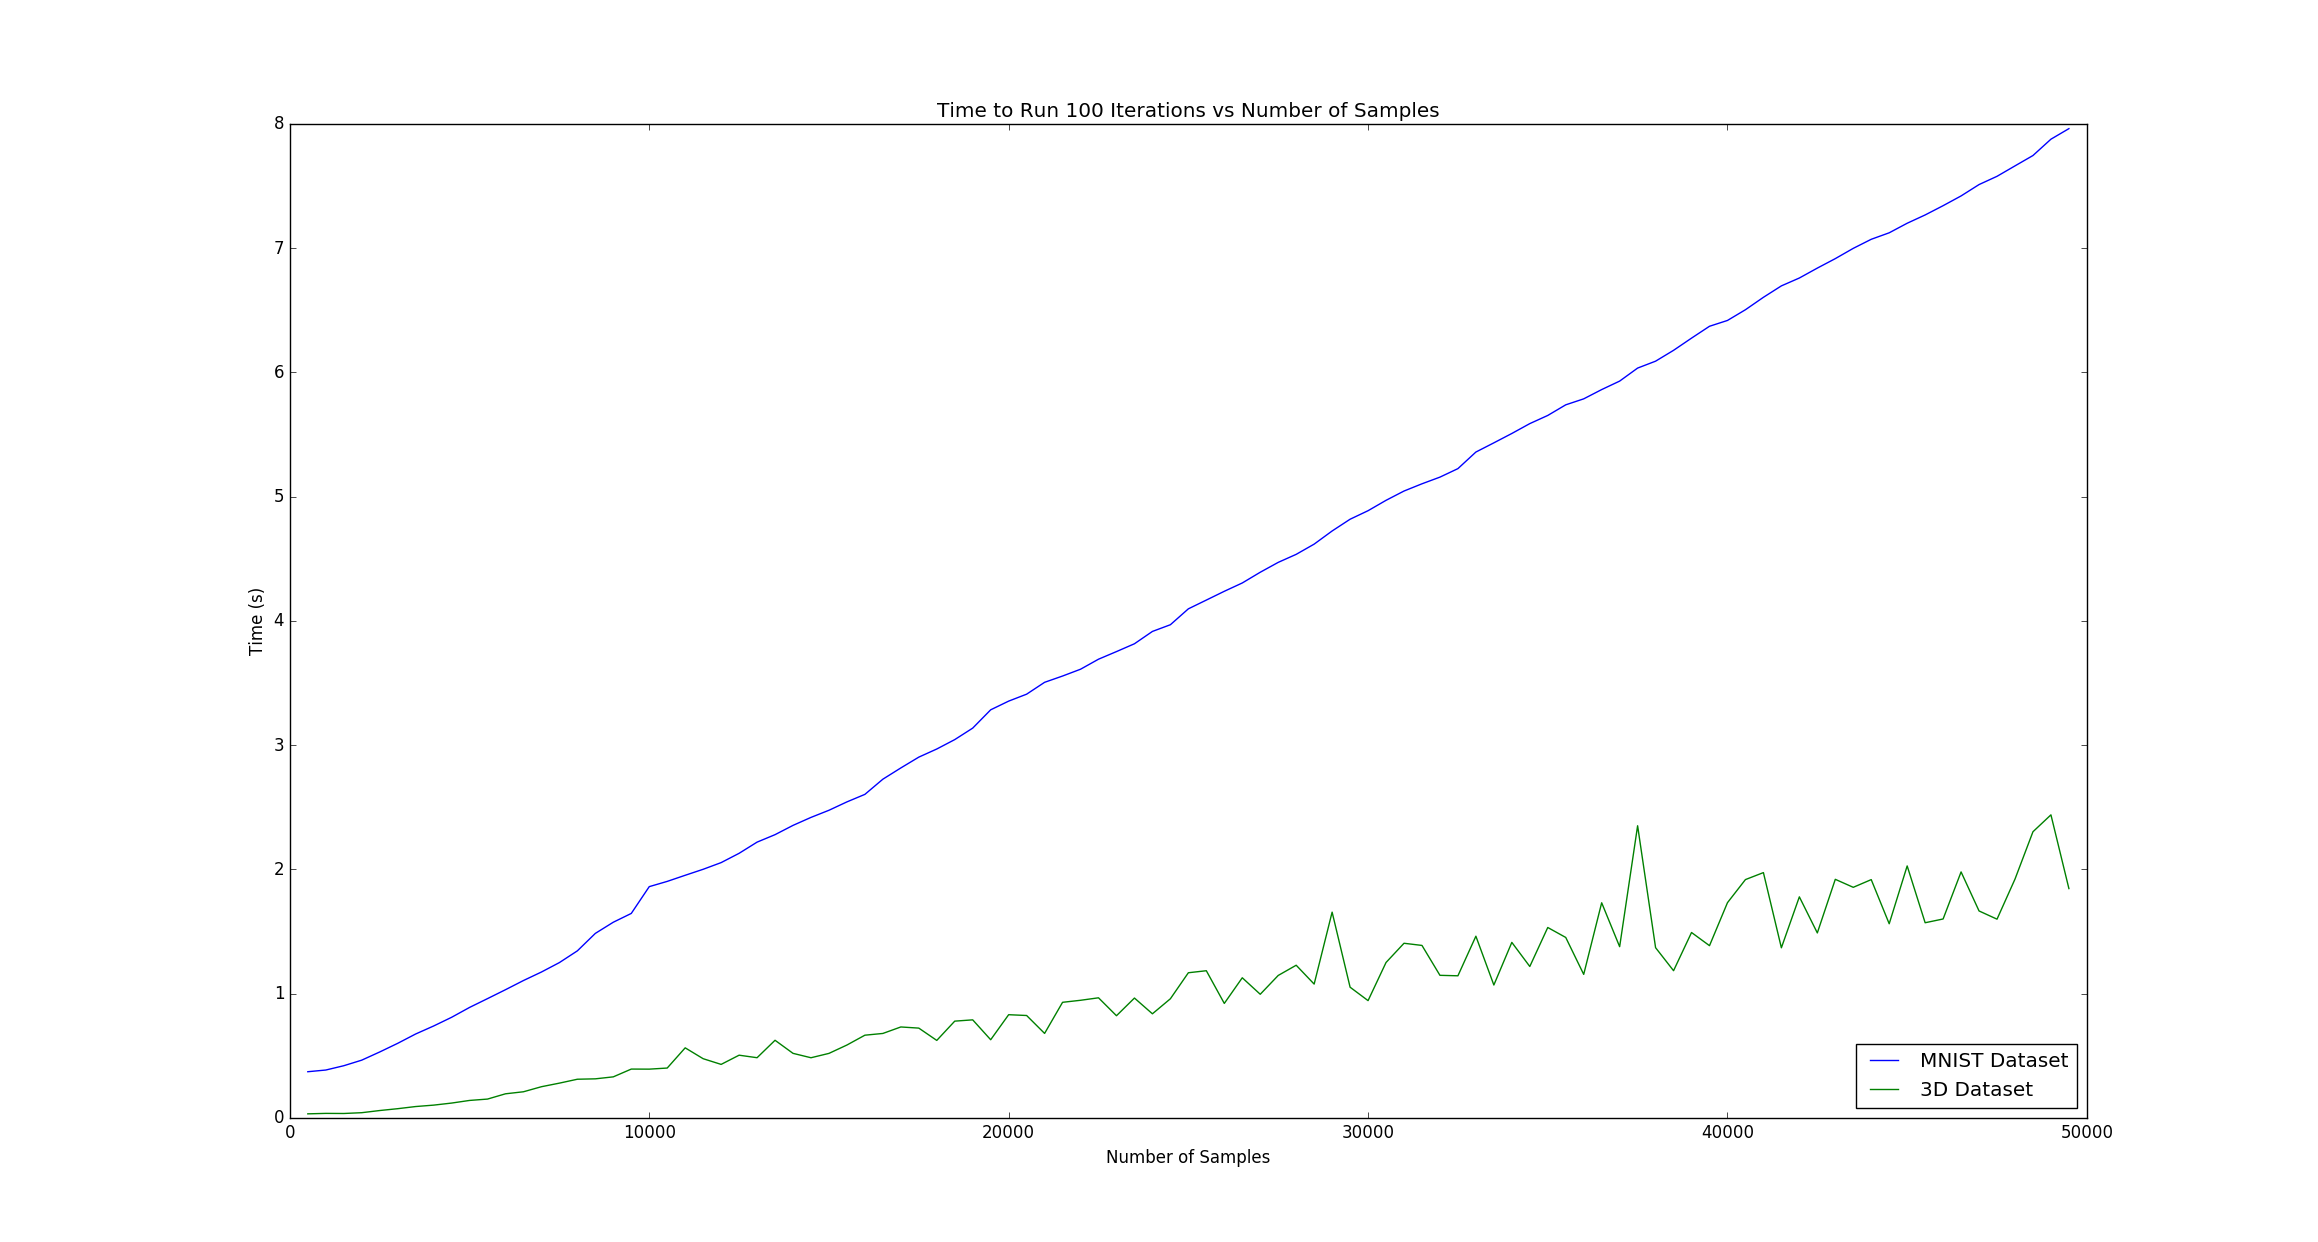 Time to Run 100 Iterations vs Number of Samples
8
7
6
5
4
3
2
1
0
Time (s)
0 10000 20000 30000 40000 50000
Number of Samples
MNIST Dataset
3D Dataset